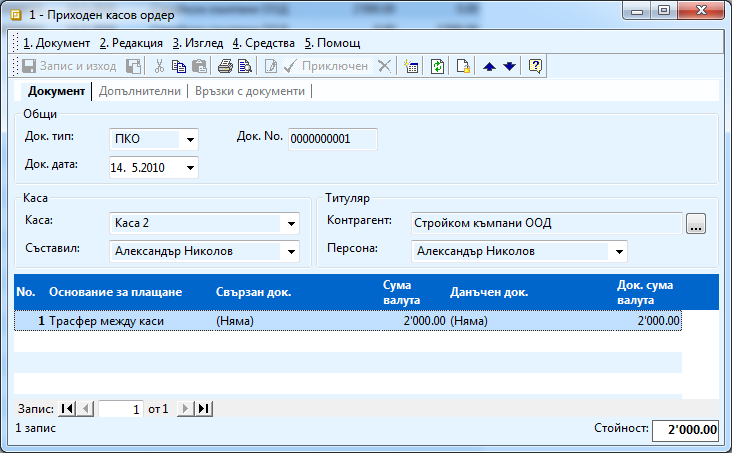 1 - Приходен касов ордер
1. Документ 2. Редакция 3. Изглед 4. Средства 5. Помощ
Запис и изход Приключен
Документ Допълнителни Връзки с документи
Общи
Док. тип: ПКО Док. No. 0000000001
Док. дата: 14. 5.2010
Каса Титуляр
Каса: Каса 2 Контрагент: Стройком къмпани ООД ...
Съставил: Александър Николов Персона: Александър Николов
No. Основание за плащане Свързан док. Сума валута Данъчен док. Док. сума валута
1 Трасфер между каси (Няма) 2'000.00 (Няма) 2'000.00
Запис: 1 от 1
1 запис Стойност: 2'000.00